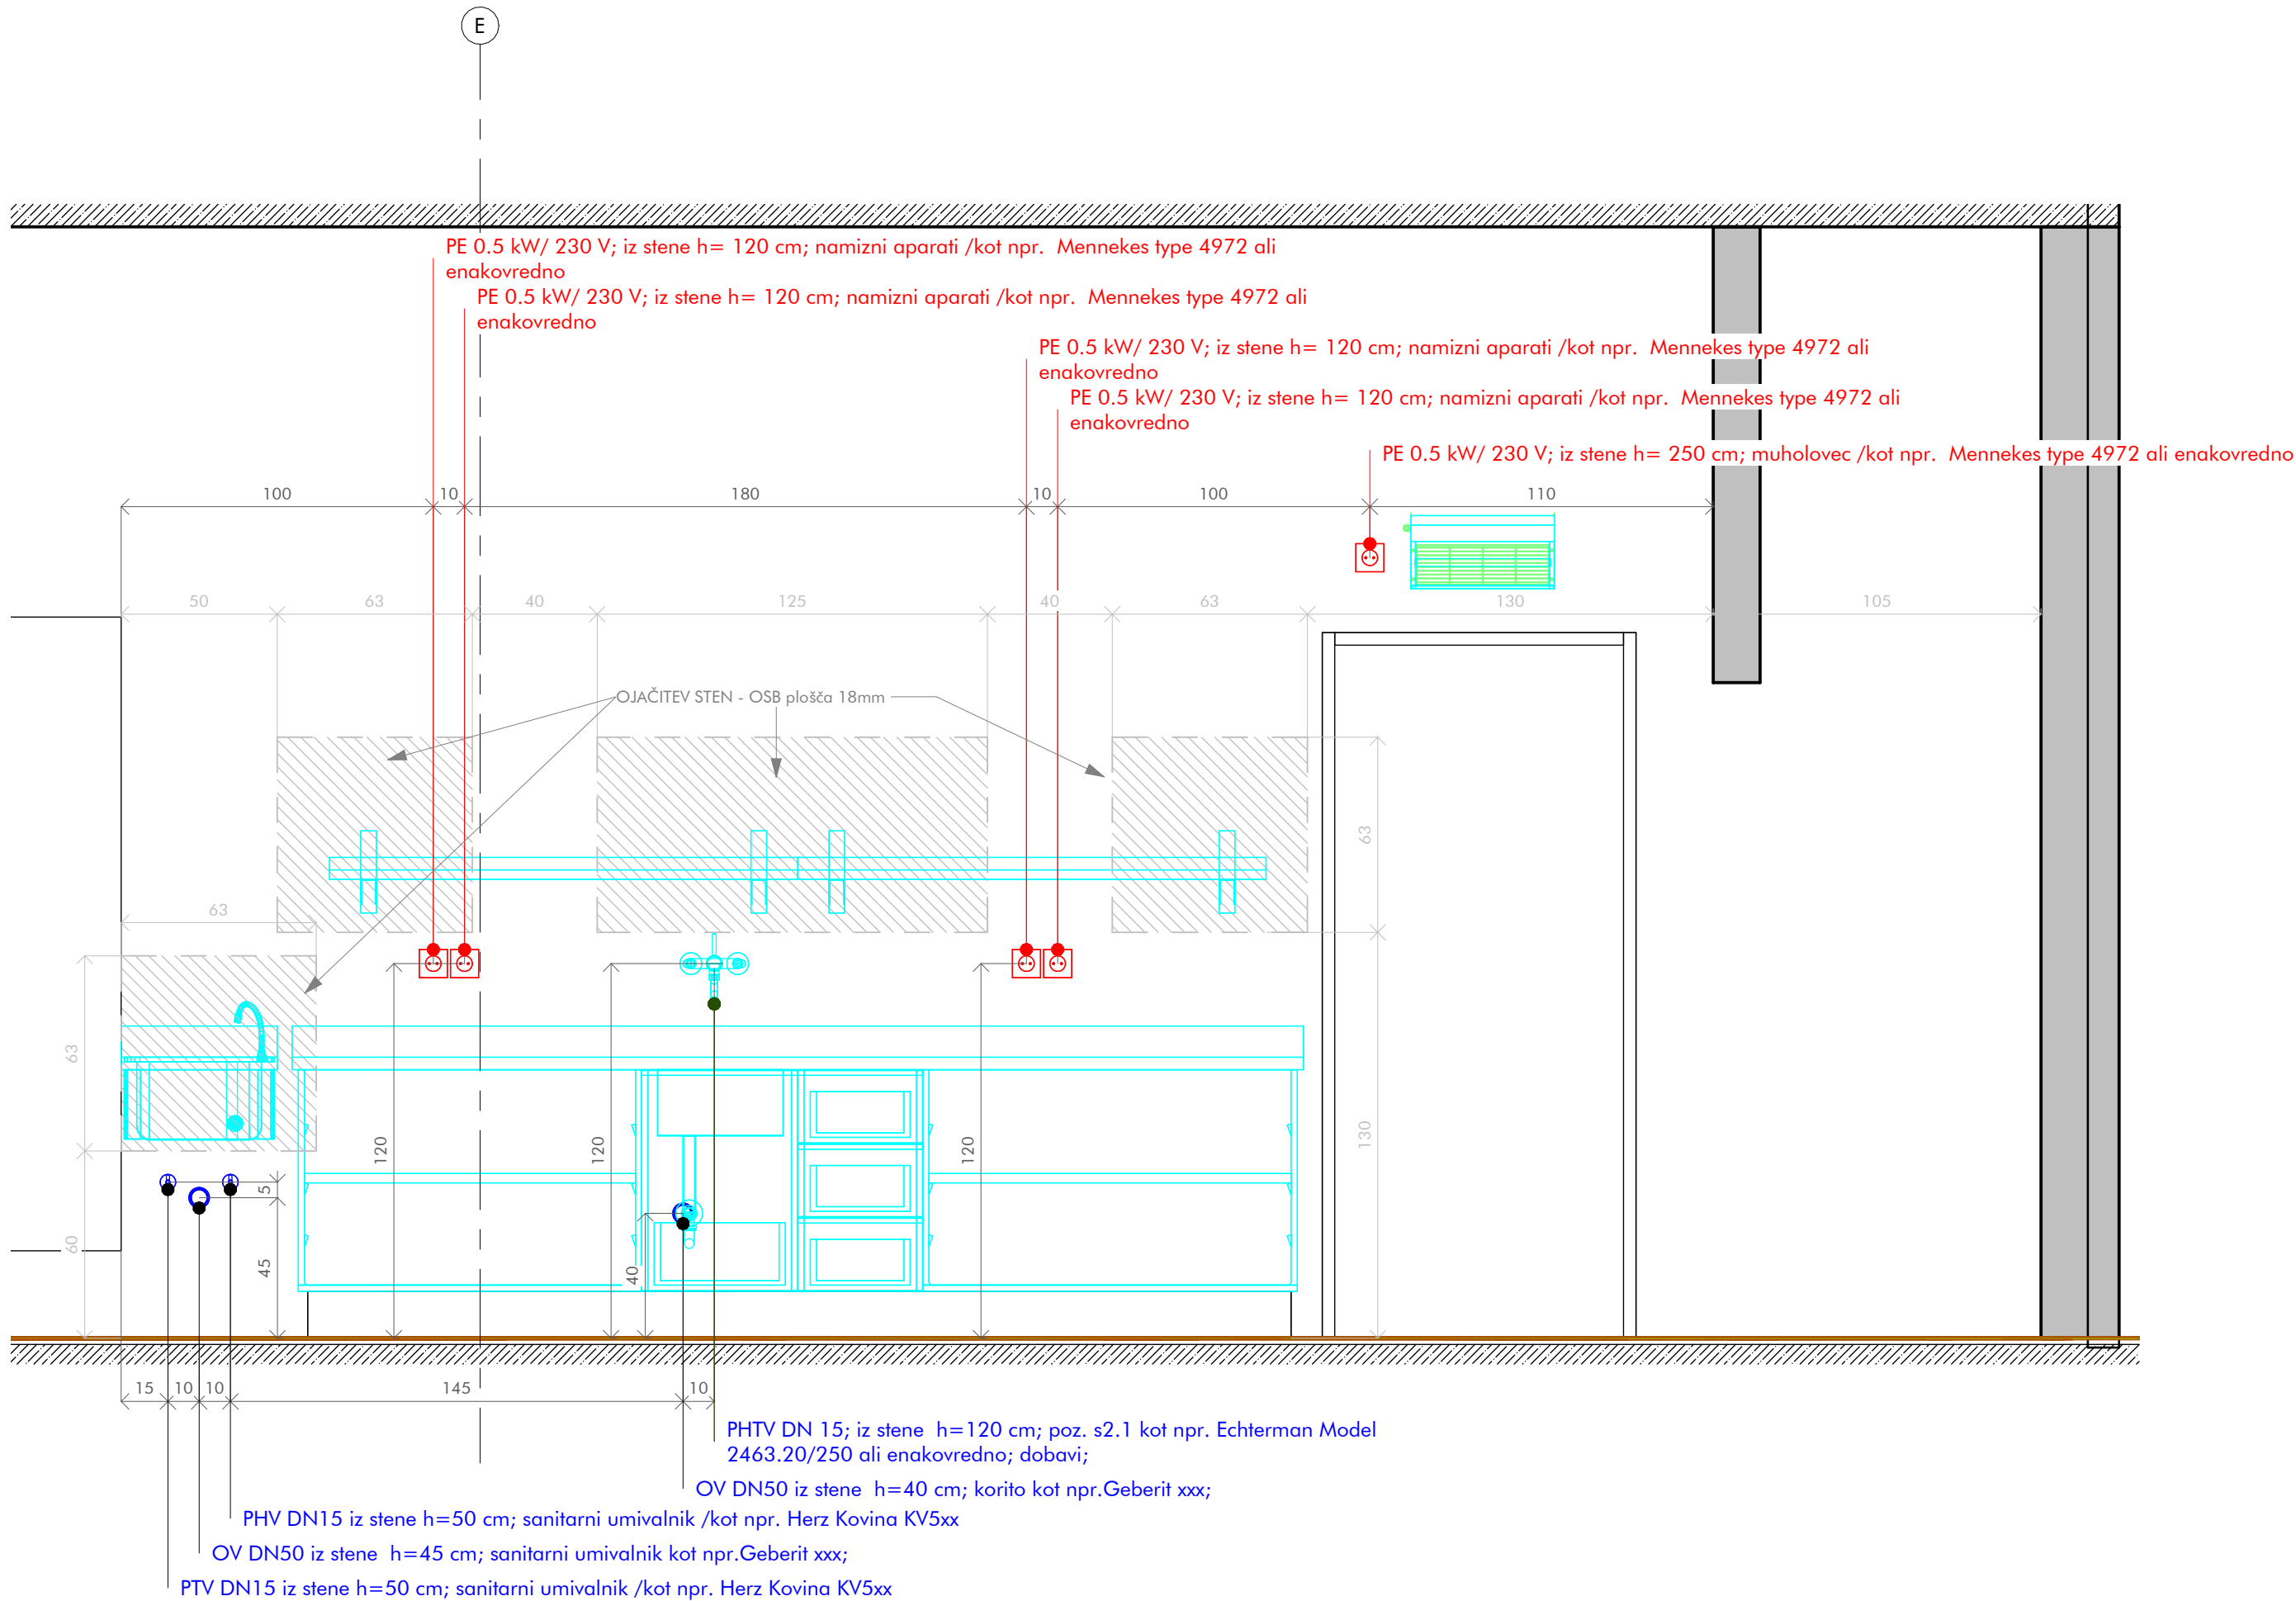 E
PE 0.5 kW/ 230 V; iz stene h= 120 cm; namizni aparati /kot npr.  Mennekes type 4972 ali
enakovredno
PE 0.5 kW/ 230 V; iz stene h= 120 cm; namizni aparati /kot npr.  Mennekes type 4972 ali
enakovredno
PE 0.5 kW/ 230 V; iz stene h= 120 cm; namizni aparati /kot npr.  Mennekes type 4972 ali
enakovredno
PE 0.5 kW/ 230 V; iz stene h= 120 cm; namizni aparati /kot npr.  Mennekes type 4972 ali
enakovredno
PE 0.5 kW/ 230 V; iz stene h= 250 cm; muholovec /kot npr.  Mennekes type 4972 ali enakovredno
100 10 180 10 100 110
50 63 40 125 40 63 130 105
OJAČITEV STEN - OSB plošča 18mm
63
63
63
120 120 120 130
5
60 45 40
15 10 10 145 10
PHTV DN 15; iz stene  h=120 cm; poz. s2.1 kot npr. Echterman Model
2463.20/250 ali enakovredno; dobavi;
OV DN50 iz stene  h=40 cm; korito kot npr.Geberit xxx;
PHV DN15 iz stene h=50 cm; sanitarni umivalnik /kot npr. Herz Kovina KV5xx
OV DN50 iz stene  h=45 cm; sanitarni umivalnik kot npr.Geberit xxx;
PTV DN15 iz stene h=50 cm; sanitarni umivalnik /kot npr. Herz Kovina KV5xx